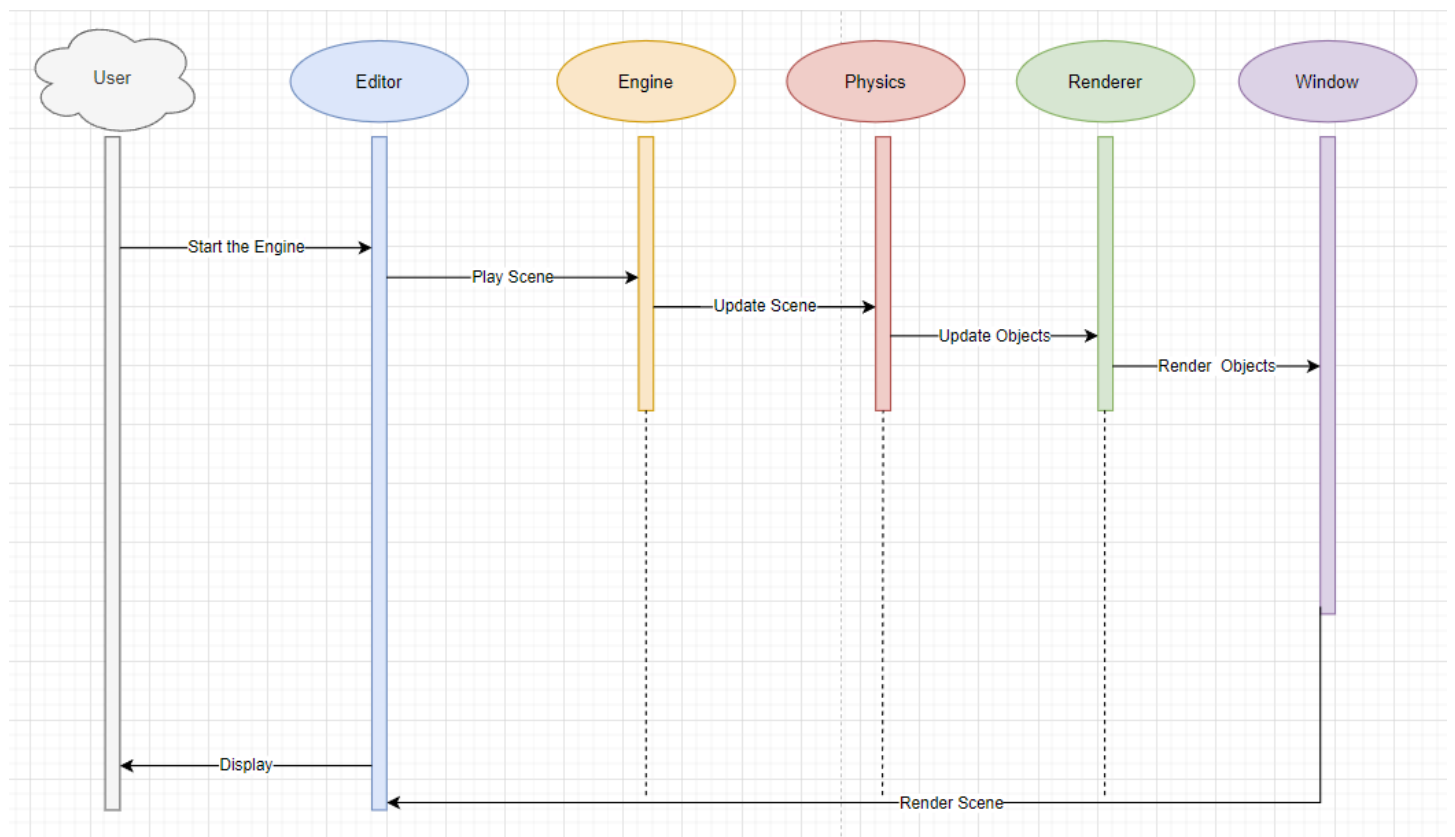 User
Editor
Engine
Physics
Renderer
Window
Start the Engine
Play Scene
Update Scene
Update Objects
Render  Objects
Display
Render Scene